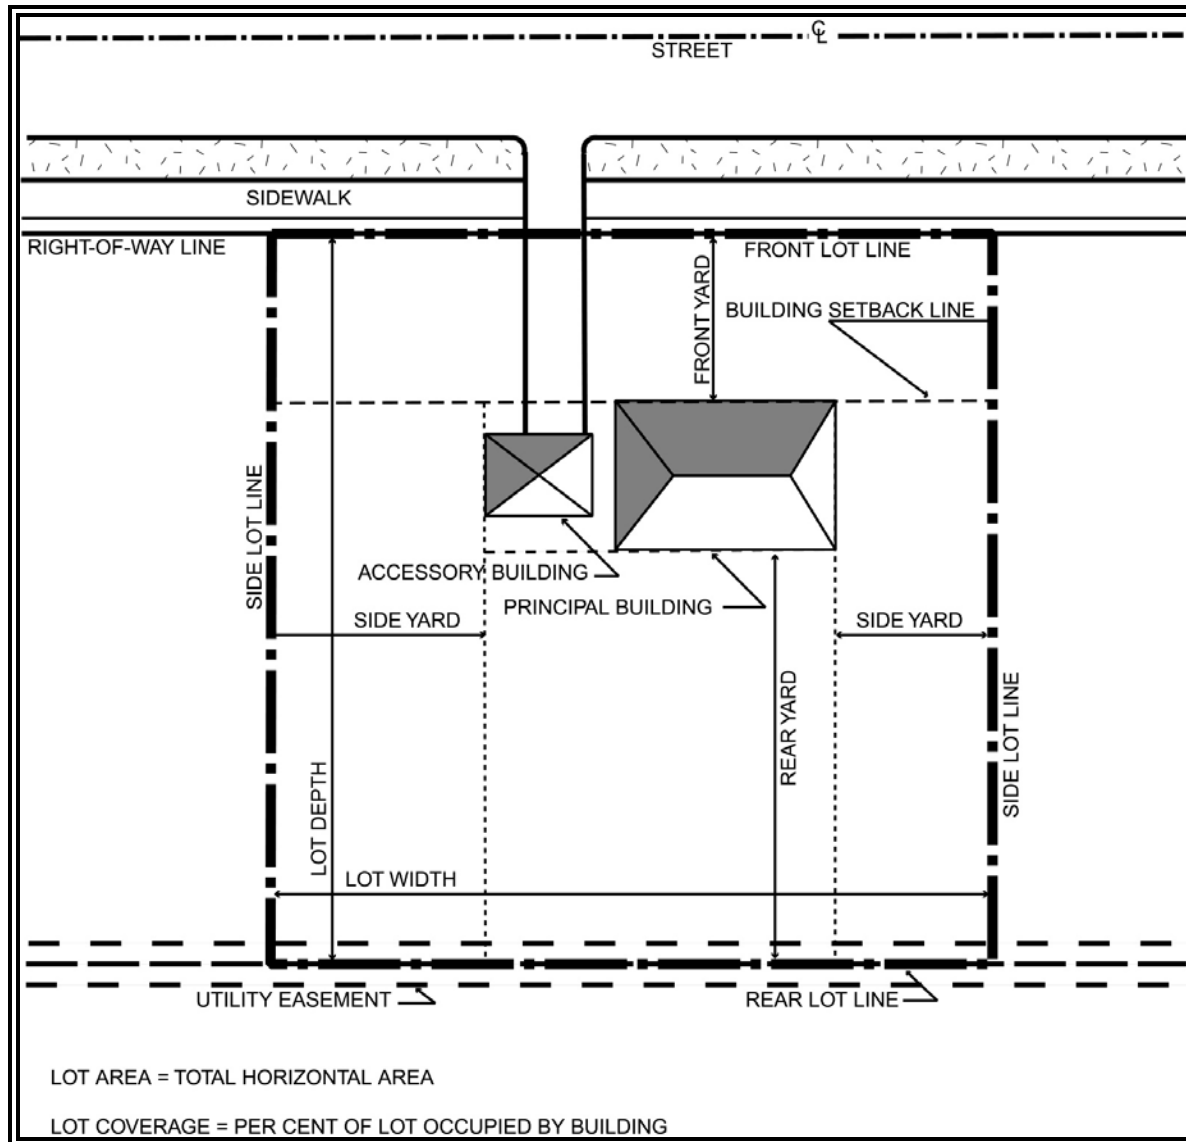 ℄
STREET
SIDEWALK
RIGHT-OF-WAY LINE
FRONT LOT LINE
FRONT YARD
BUILDING SETBACK LINE
SIDE LOT LINE
ACCESSORY BUILDING
PRINCIPAL BUILDING
SIDE YARD
SIDE YARD
REAR YARD
SIDE LOT LINE
LOT DEPTH
LOT WIDTH
UTILITY EASEMENT
REAR LOT LINE
LOT AREA = TOTAL HORIZONTAL AREA
LOT COVERAGE = PER CENT OF LOT OCCUPIED BY BUILDING